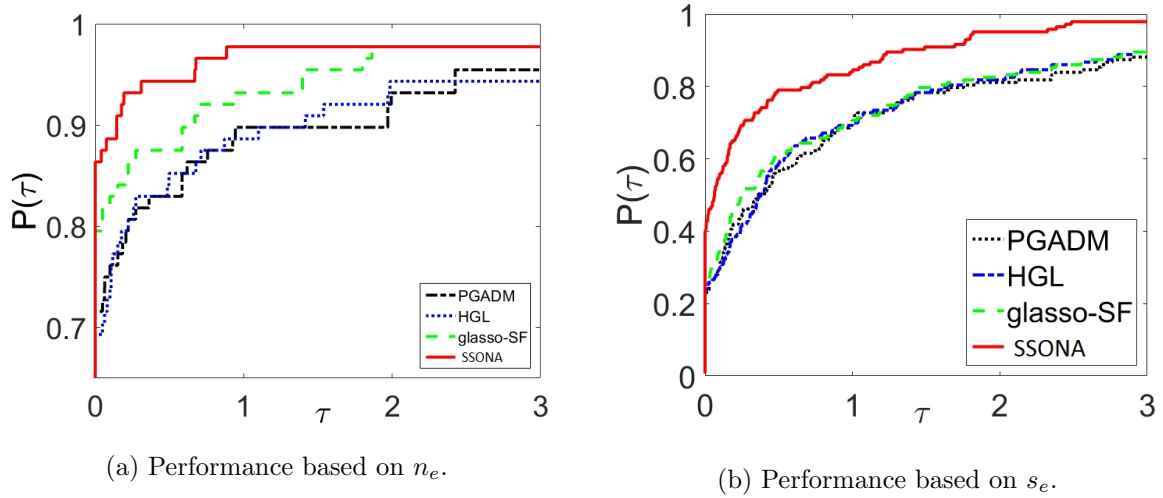 1
0.9
0.8
0.7
P(τ)
PGADM
HGL
glasso-SF
SSONA
0 1 2 3
τ
(a) Performance based on n_e.
1
0.8
0.6
0.4
0.2
0
P(τ)
PGADM
HGL
glasso-SF
SSONA
0 1 2 3
τ
(b) Performance based on s_e.